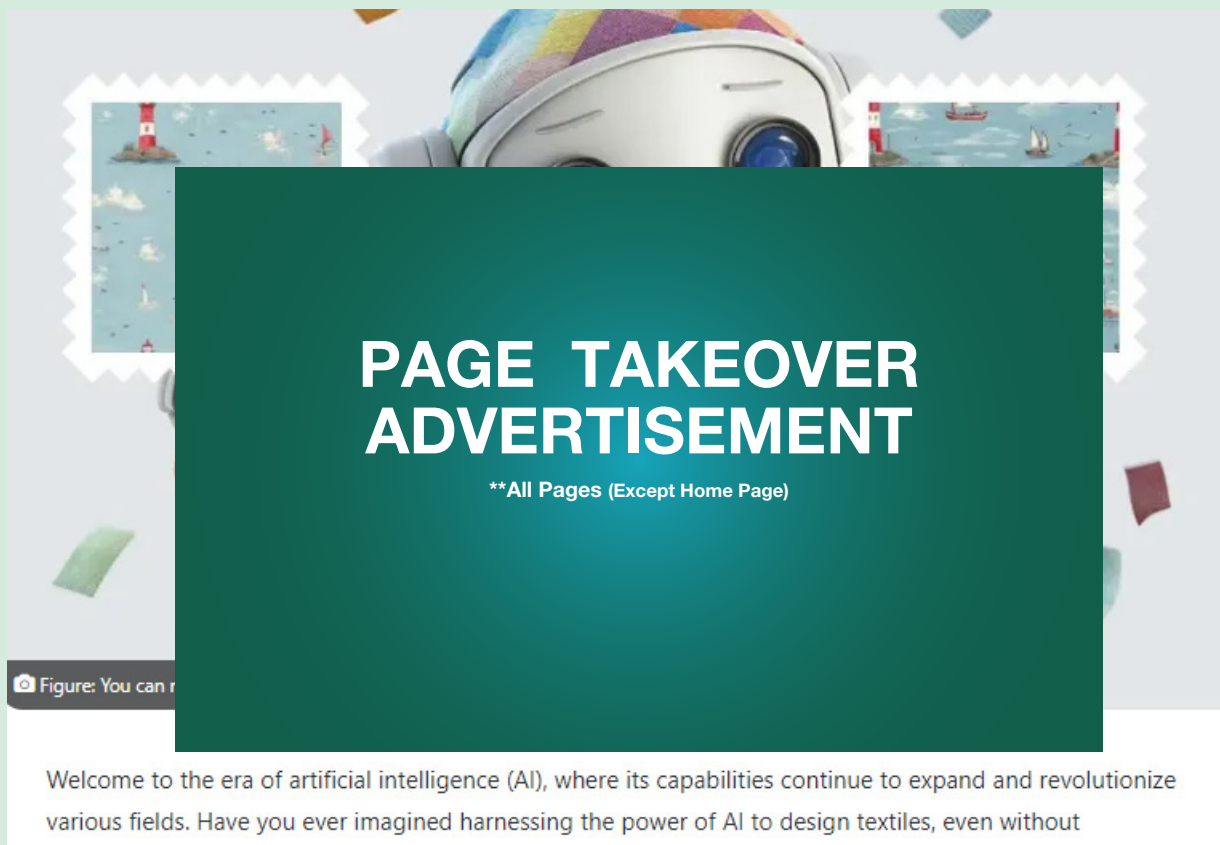 PAGE TAKEOVER
ADVERTISEMENT
**All Pages (Except Home Page)
Figure: You can
Welcome to the era of artificial intelligence (AI), where its capabilities continue to expand and revolutionize
various fields. Have you ever imagined harnessing the power of AI to design textiles, even without